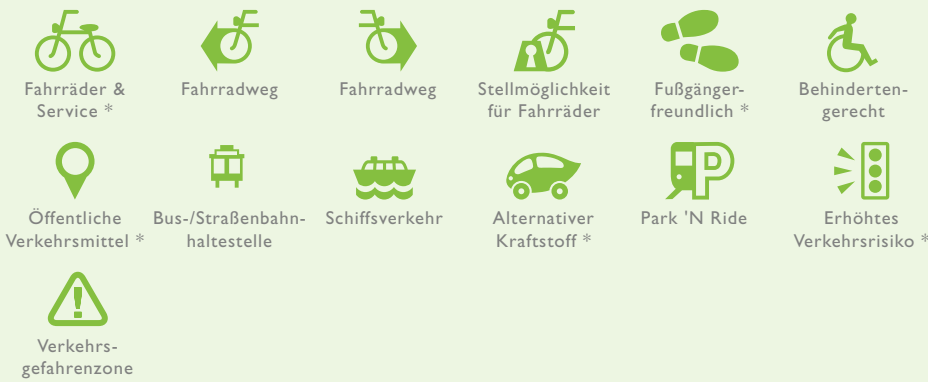 Fahrräder &
Service *
Fahrradweg
Fahrradweg
Stellmöglichkeit
für Fahrräder
Fußgänger-
freundlich *
Behinderten-
gerecht
Öffentliche
Verkehrsmittel *
Bus-/Straßenbahn-
haltestelle
Schiffsverkehr
Alternativer
Kraftstoff *
P
Park 'N Ride
Erhöhtes
Verkehrsrisiko *
Verkehrs-
gefahrenzone